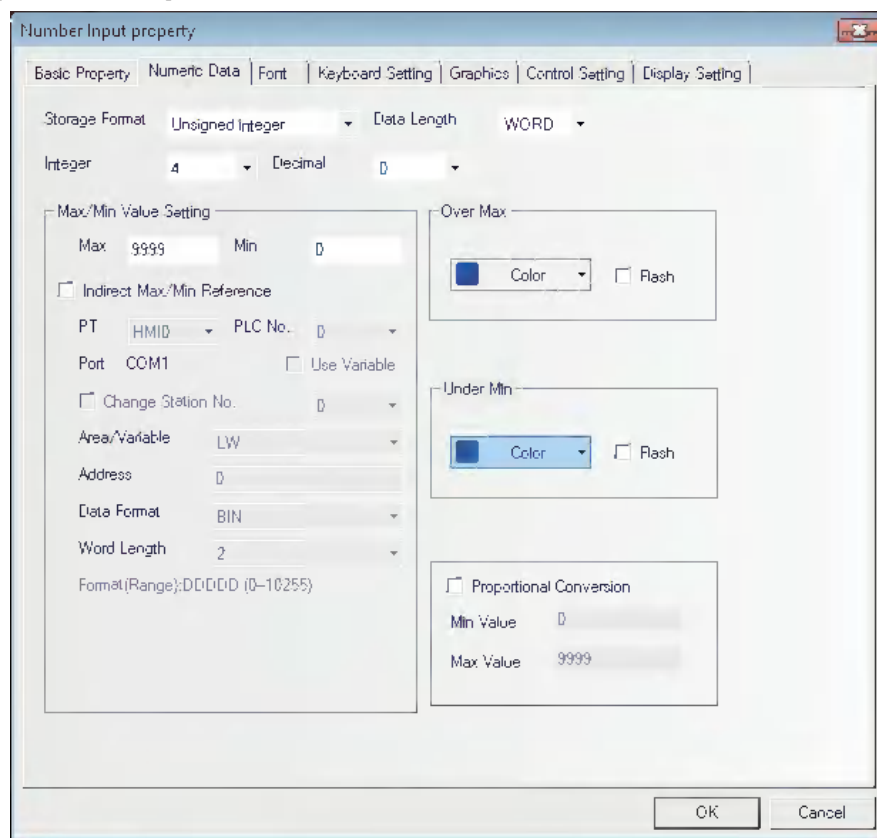 Number Input property
Basic Property Numeric Data Font Keyboard Setting Graphics Control Setting Display Setting
Storage Format Unsigned Integer Data Length WORD
Integer 4 Decimal 0
Max/Min Value Setting
Max 9999 Min 0
Indirect Max/Min Reference
PT HMI0 PLC No. 0
Port COM1 Use Variable
Change Station No. 0
Area/Variable LW
Address 0
Data Format BIN
Word Length 2
Format(Range):DDDDD (0~10255)
Over Max
Color Flash
Under Min
Color Flash
Proportional Conversion
Min Value 0
Max Value 9999
OK Cancel